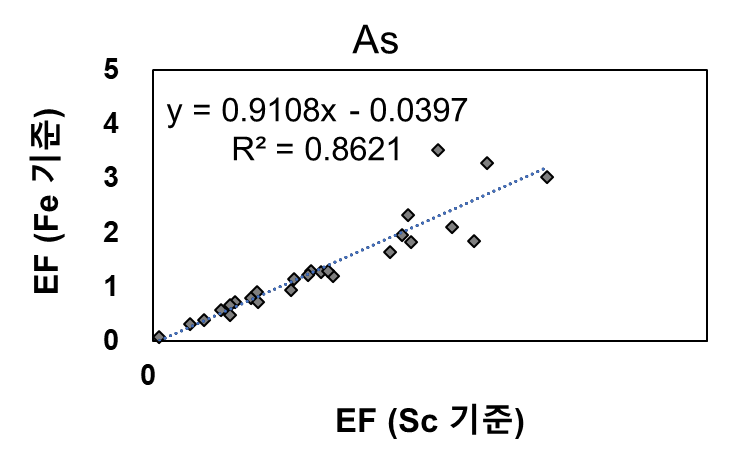 As
5
4
3
2
1
0
y = 0.9108x - 0.0397
R² = 0.8621
EF (Fe 기준)
0
EF (Sc 기준)